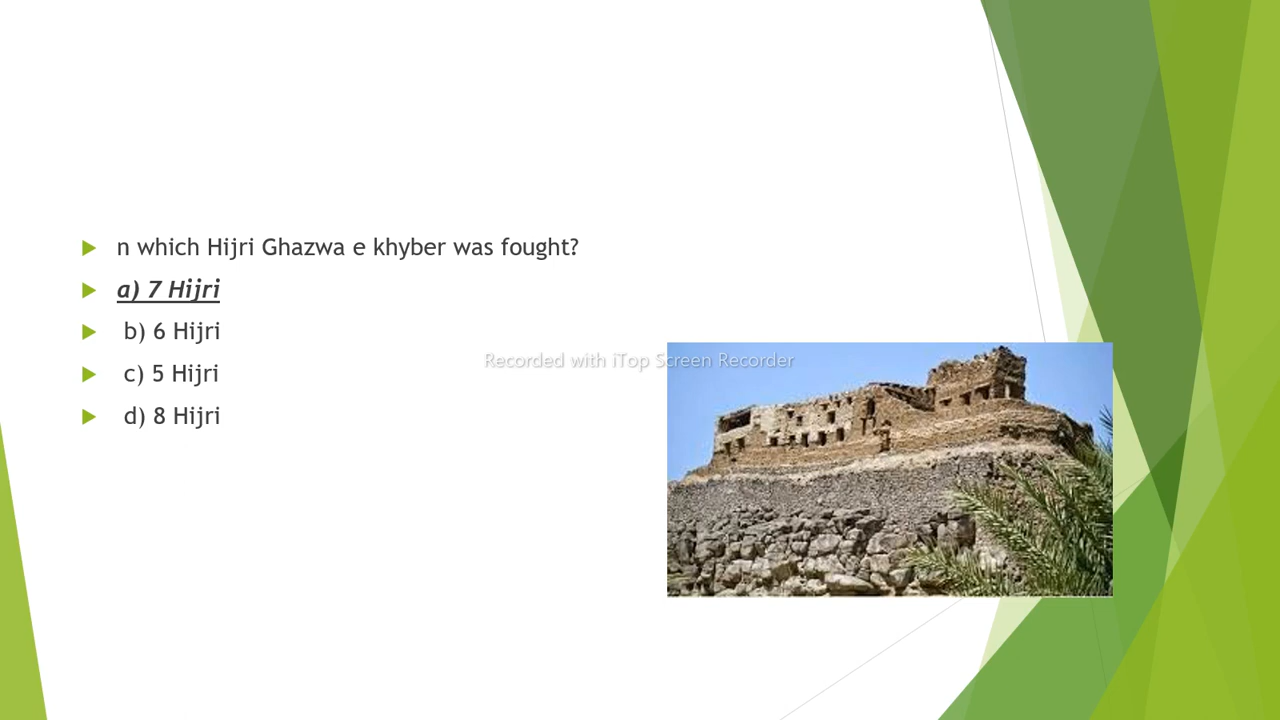 n which Hijri Ghazwa e khyber was fought?
a) 7 Hijri
b) 6 Hijri
c) 5 Hijri
d) 8 Hijri
Recorded with iTop Screen Recorder